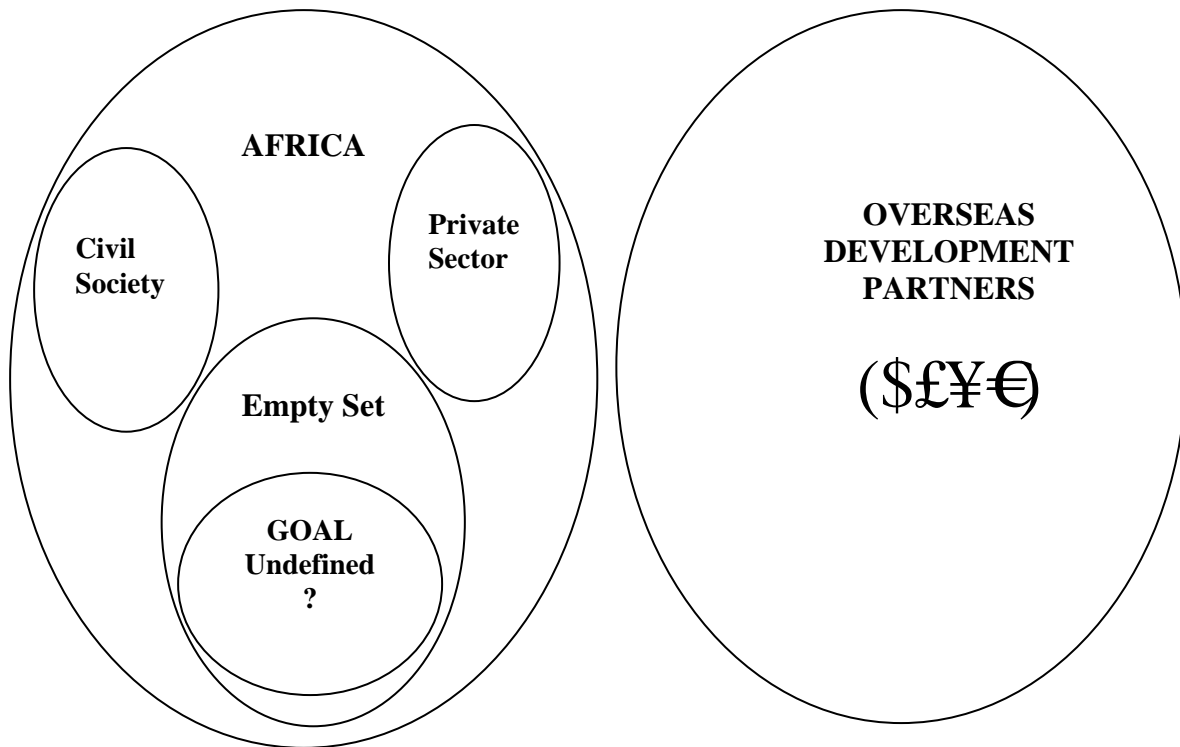 AFRICA
Civil
Society
Private
Sector
Empty Set
GOAL
Undefined
?
OVERSEAS
DEVELOPMENT
PARTNERS
($£¥€)